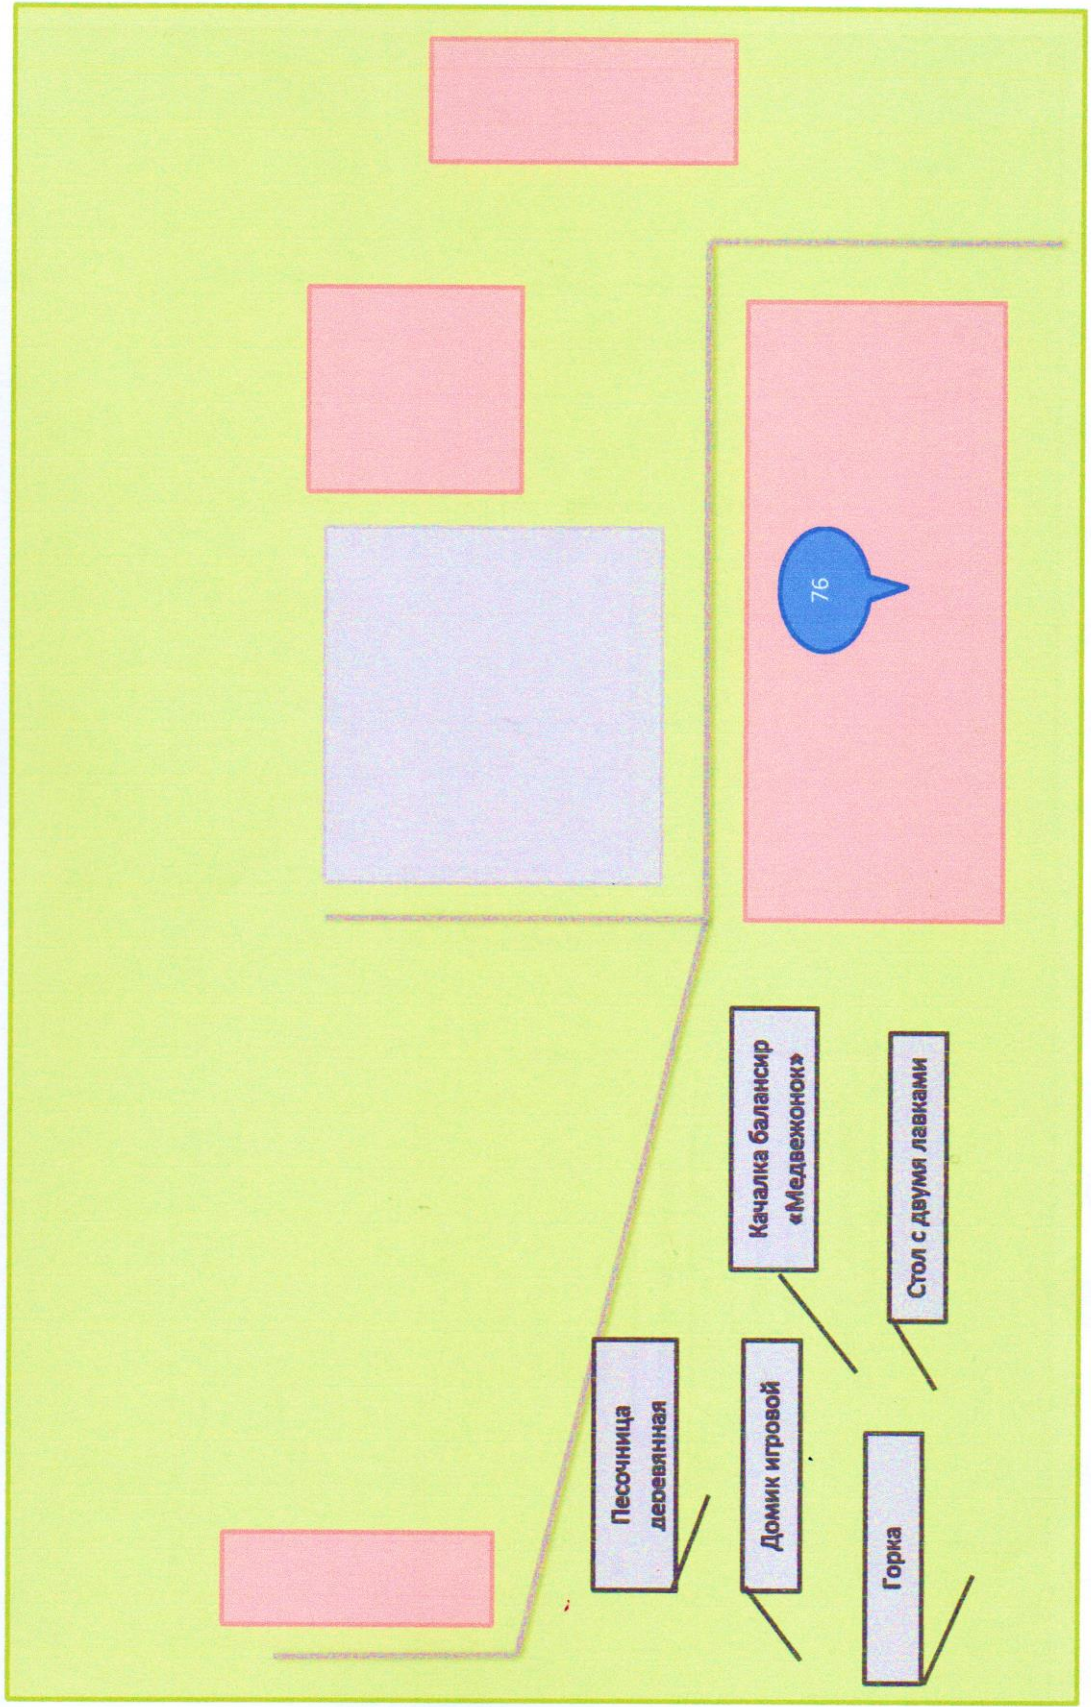 76
Качалка балансир
«Медвежонок»
Стол с двумя лавками
Песочница
деревянная
Домик игровой
Горка